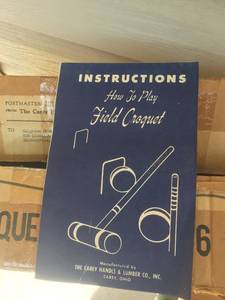 POSTMASTER:
The Carey H
TO
INSTRUCTIONS
How To Play
Field Croquet
Manufactured by
THE CAREY HANDLE & LUMBER CO., INC.
CAREY, OHIO
QUE
6